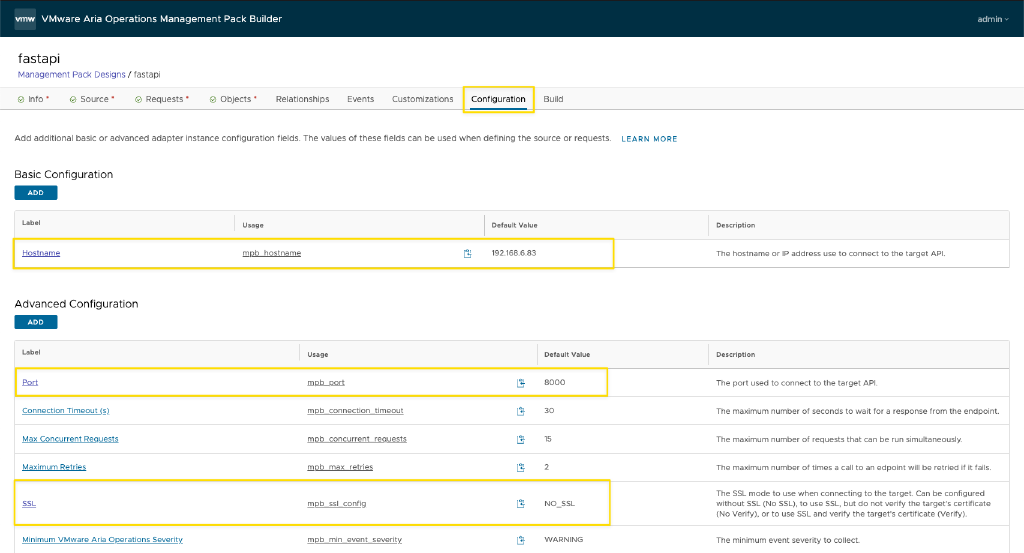 vmw VMware Aria Operations Management Pack Builder admin
fastapi
Management Pack Designs / fastapi
Info * Source * Requests * Objects * Relationships Events Customizations Configuration Build
Add additional basic or advanced adapter instance configuration fields. The values of these fields can be used when defining the source or requests. LEARN MORE
Basic Configuration
ADD
Label Usage Default Value Description
Hostname mpb_hostname 192.168.6.83 The hostname or IP address use to connect to the target API.
Advanced Configuration
ADD
Label Usage Default Value Description
Port mpb_port 8000 The port used to connect to the target API.
Connection Timeout (s) mpb_connection_timeout 30 The maximum number of seconds to wait for a response from the endpoint.
Max Concurrent Requests mpb_concurrent_requests 15 The maximum number of requests that can be run simultaneously.
Maximum Retries mpb_max_retries 2 The maximum number of times a call to an edpoint will be retried if it fails.
SSL mpb_ssl_config NO_SSL The SSL mode to use when connecting to the target. Can be configured
without SSL (No SSL), to use SSL, but do not verify the target's certificate
(No Verify), or to use SSL and verify the target's certificate (Verify).
Minimum VMware Aria Operations Severity mpb_min_event_severity WARNING The minimum event severity to collect.